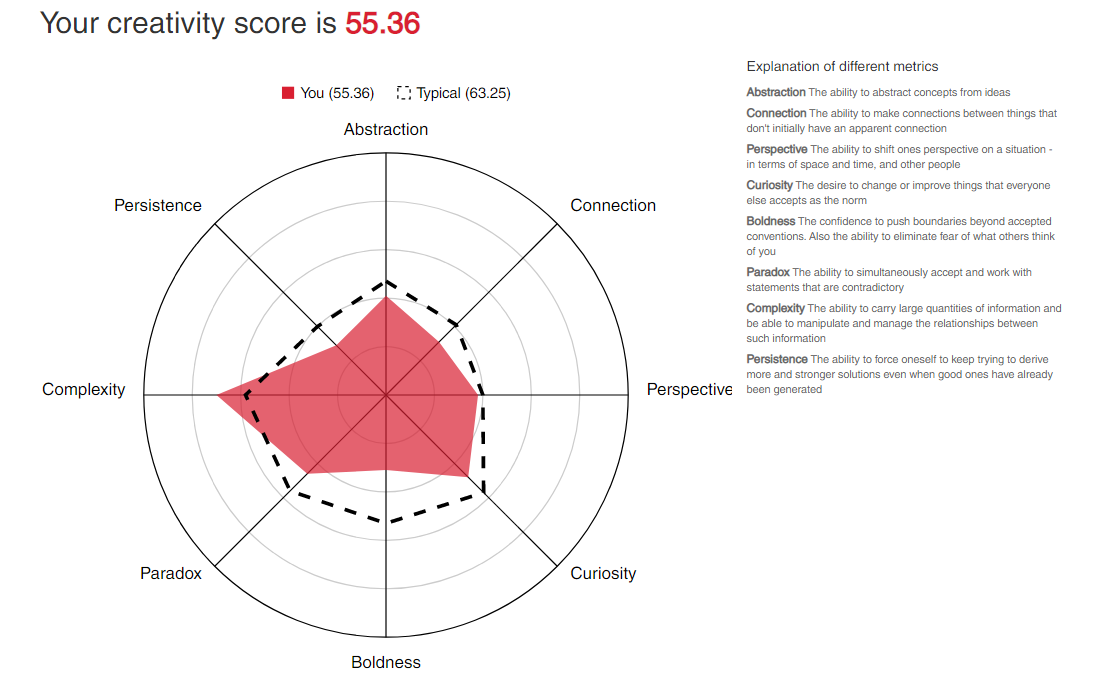 Your creativity score is 55.36
You (55.36)
Typical (63.25)
Abstraction
Connection
Perspective
Curiosity
Boldness
Paradox
Complexity
Persistence
Explanation of different metrics
Abstraction The ability to abstract concepts from ideas
Connection The ability to make connections between things that
don't initially have an apparent connection
Perspective The ability to shift ones perspective on a situation -
in terms of space and time, and other people
Curiosity The desire to change or improve things that everyone
else accepts as the norm
Boldness The confidence to push boundaries beyond accepted
conventions. Also the ability to eliminate fear of what others think
of you
Paradox The ability to simultaneously accept and work with
statements that are contradictory
Complexity The ability to carry large quantities of information and
be able to manipulate and manage the relationships between
such information
Persistence The ability to force oneself to keep trying to derive
more and stronger solutions even when good ones have already
been generated